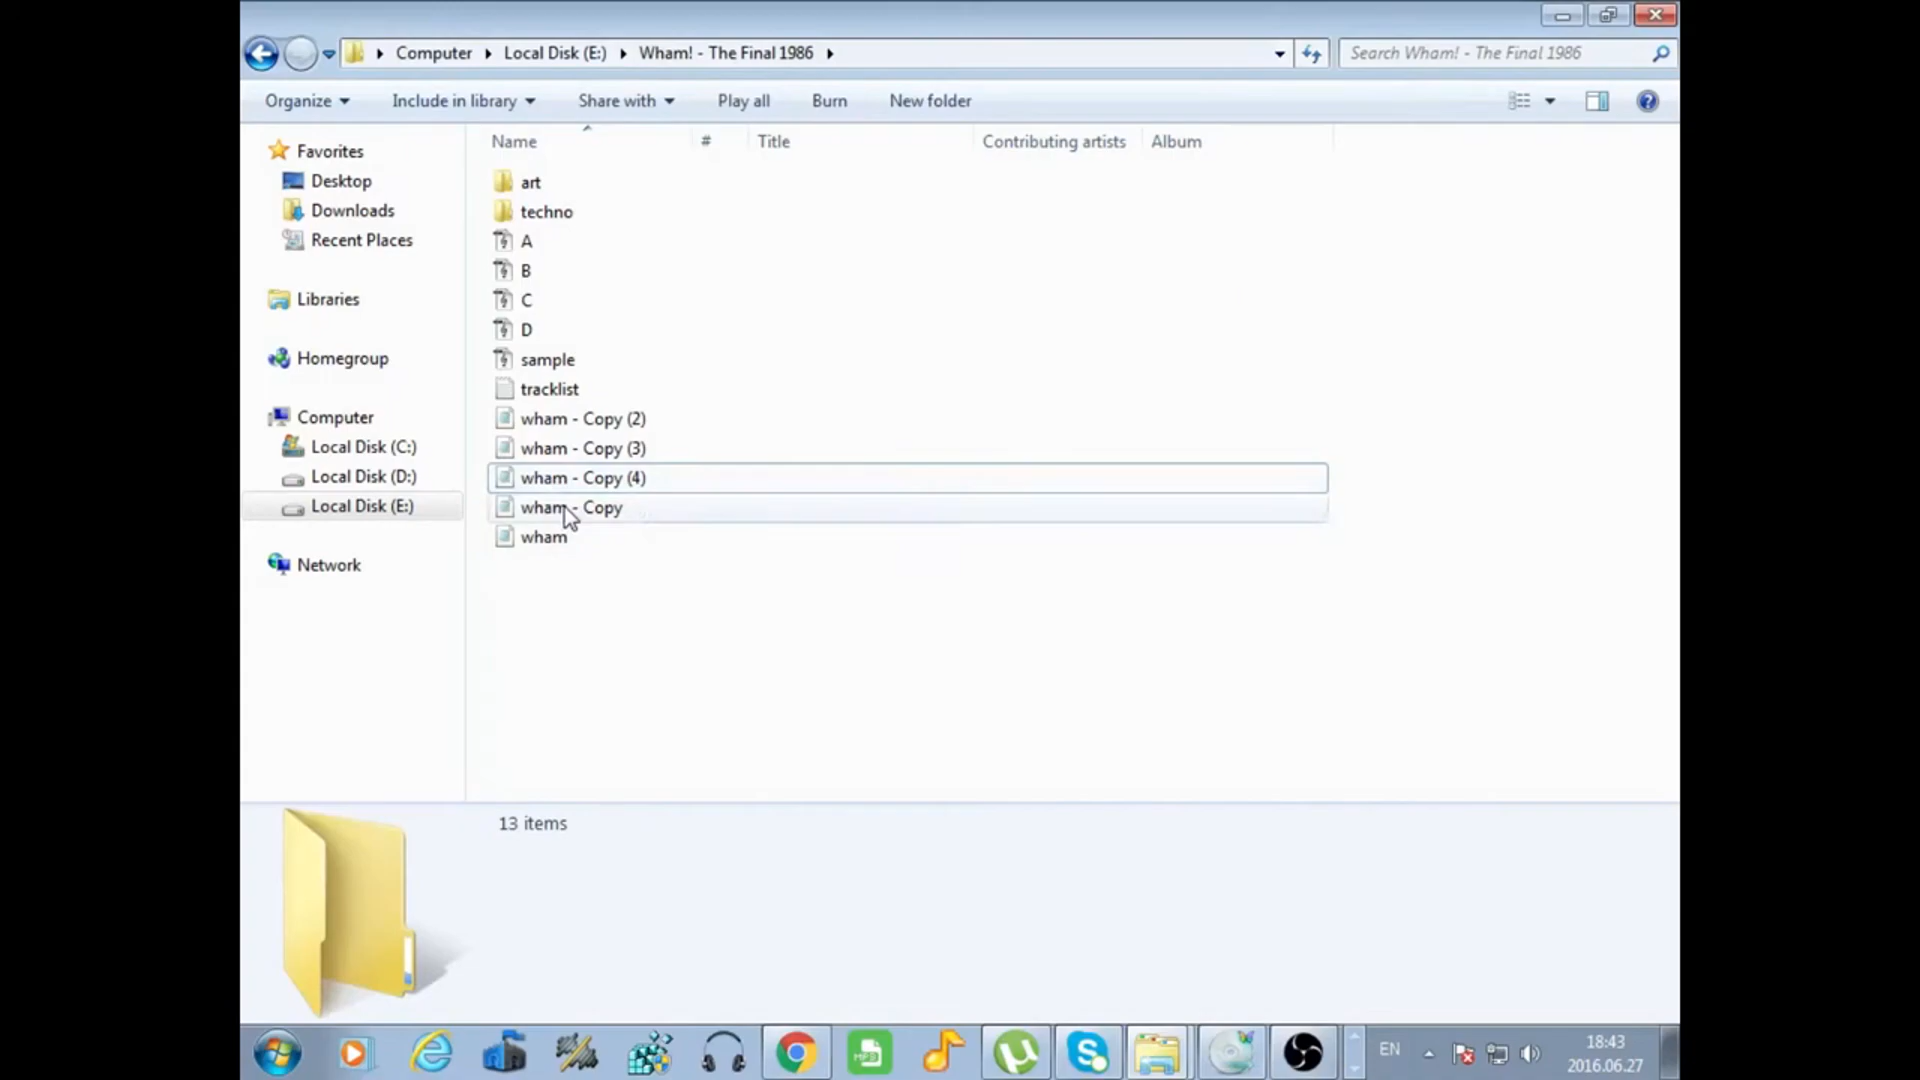 Computer Local Disk (E:) Wham! - The Final 1986
Search Wham! - The Final 1986
Organize Include in library Share with Play all Burn New folder
Name # Title Contributing artists Album
Favorites
Desktop
Downloads
Recent Places
Libraries
Homegroup
Computer
Local Disk (C:)
Local Disk (D:)
Local Disk (E:)
Network
art
techno
A
B
C
D
sample
tracklist
wham - Copy (2)
wham - Copy (3)
wham - Copy (4)
wham - Copy
wham
13 items
EN
18:43
2016.06.27